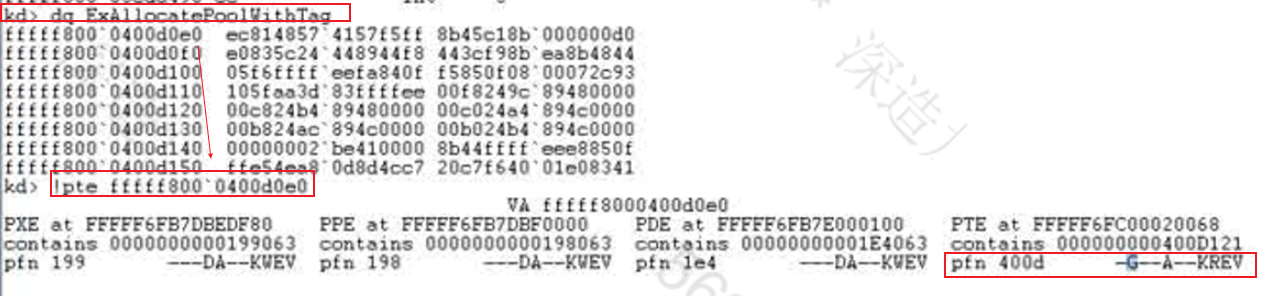 kd> dq ExAllocatePoolWithTag
fffff800`0400d0e0  ec814857`4157f5ff 8b45c18b`000000d0
fffff800`0400d0f0  e0835c24`448944f8 443cf98b`ea8b4844
fffff800`0400d100  05f6ffff`eefa840f f5850f08`00072c93
fffff800`0400d110  105faa3d`83ffffee 00f8249c`89480000
fffff800`0400d120  00c824b4`89480000 00c024a4`894c0000
fffff800`0400d130  00b824ac`894c0000 00b024b4`894c0000
fffff800`0400d140  00000002`be410000 8b44ffff`eee8850f
fffff800`0400d150  ffe54ea8`0d8d4cc7 20c7f640`01e08341
kd> !pte fffff800`0400d0e0
VA fffff8000400d0e0
PXE at FFFFF6FB7DBEDF80    PPE at FFFFF6FB7DBF0000    PDE at FFFFF6FB7E000100    PTE at FFFFF6FC00020068
contains 0000000000199063  contains 0000000000198063  contains 00000000001E4063  contains 000000000400D121
pfn 199       ---DA--KWEV  pfn 198       ---DA--KWEV  pfn 1e4       ---DA--KWEV  pfn 400d      -G--A--KREV
深造）